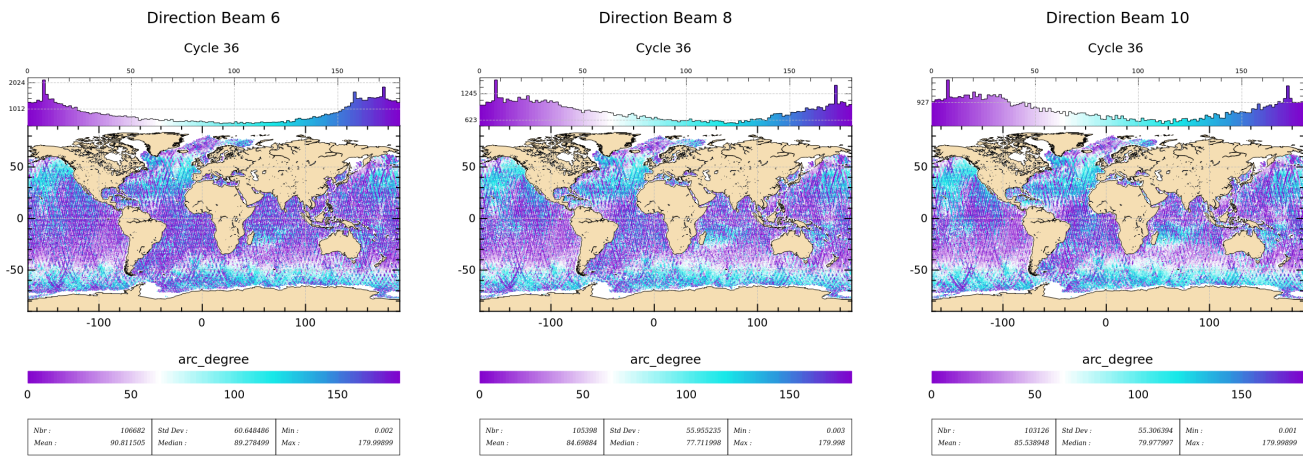 Direction Beam 6
Cycle 36
0 50 100 150
2024
1012
50
0
-50
-100 0 100
arc_degree
0 50 100 150
Nbr : 106682 Std Dev : 60.648486 Min : 0.002
Mean : 90.811505 Median : 89.278499 Max : 179.99899
Direction Beam 8
Cycle 36
0 50 100 150
1245
623
50
0
-50
-100 0 100
arc_degree
0 50 100 150
Nbr : 105398 Std Dev : 55.955235 Min : 0.003
Mean : 84.69884 Median : 77.711998 Max : 179.998
Direction Beam 10
Cycle 36
0 50 100 150
927
50
0
-50
-100 0 100
arc_degree
0 50 100 150
Nbr : 103126 Std Dev : 55.306394 Min : 0.001
Mean : 85.538948 Median : 79.977997 Max : 179.99899